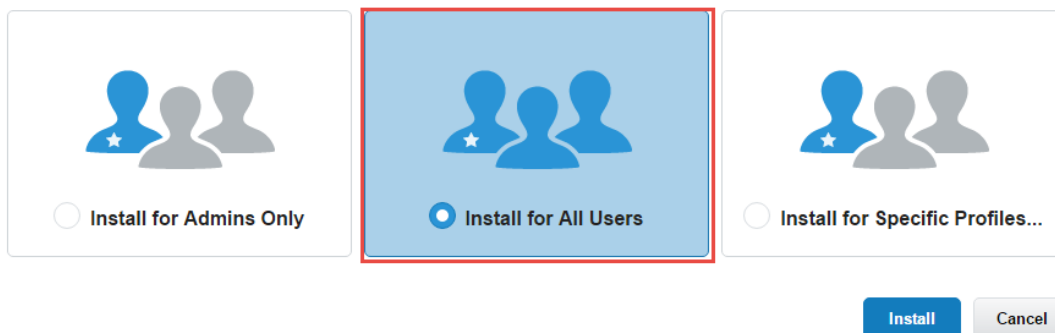 Install for Admins Only
Install for All Users
Install for Specific Profiles...
Install
Cancel